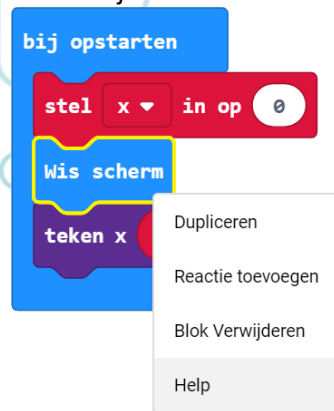 bij opstarten
stel x in op 0
Wis scherm
teken x
Dupliceren
Reactie toevoegen
Blok Verwijderen
Help